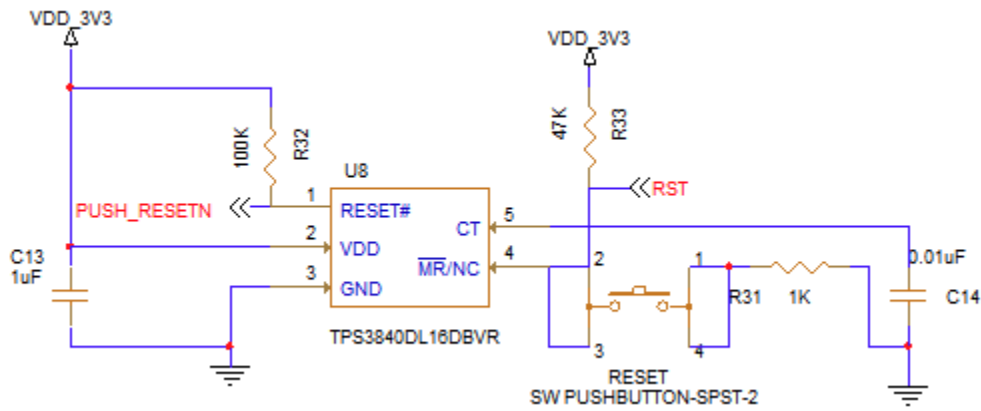 VDD_3V3
VDD_3V3
100K
R32
47K
R33
U8
RST
PUSH_RESETN
1
RESET#
2
VDD
3
GND
CT
5
MR/NC
4
C13
1uF
2
1
3
4
R31
1K
0.01uF
C14
TPS3840DL16DBVR
RESET
SW PUSHBUTTON-SPST-2